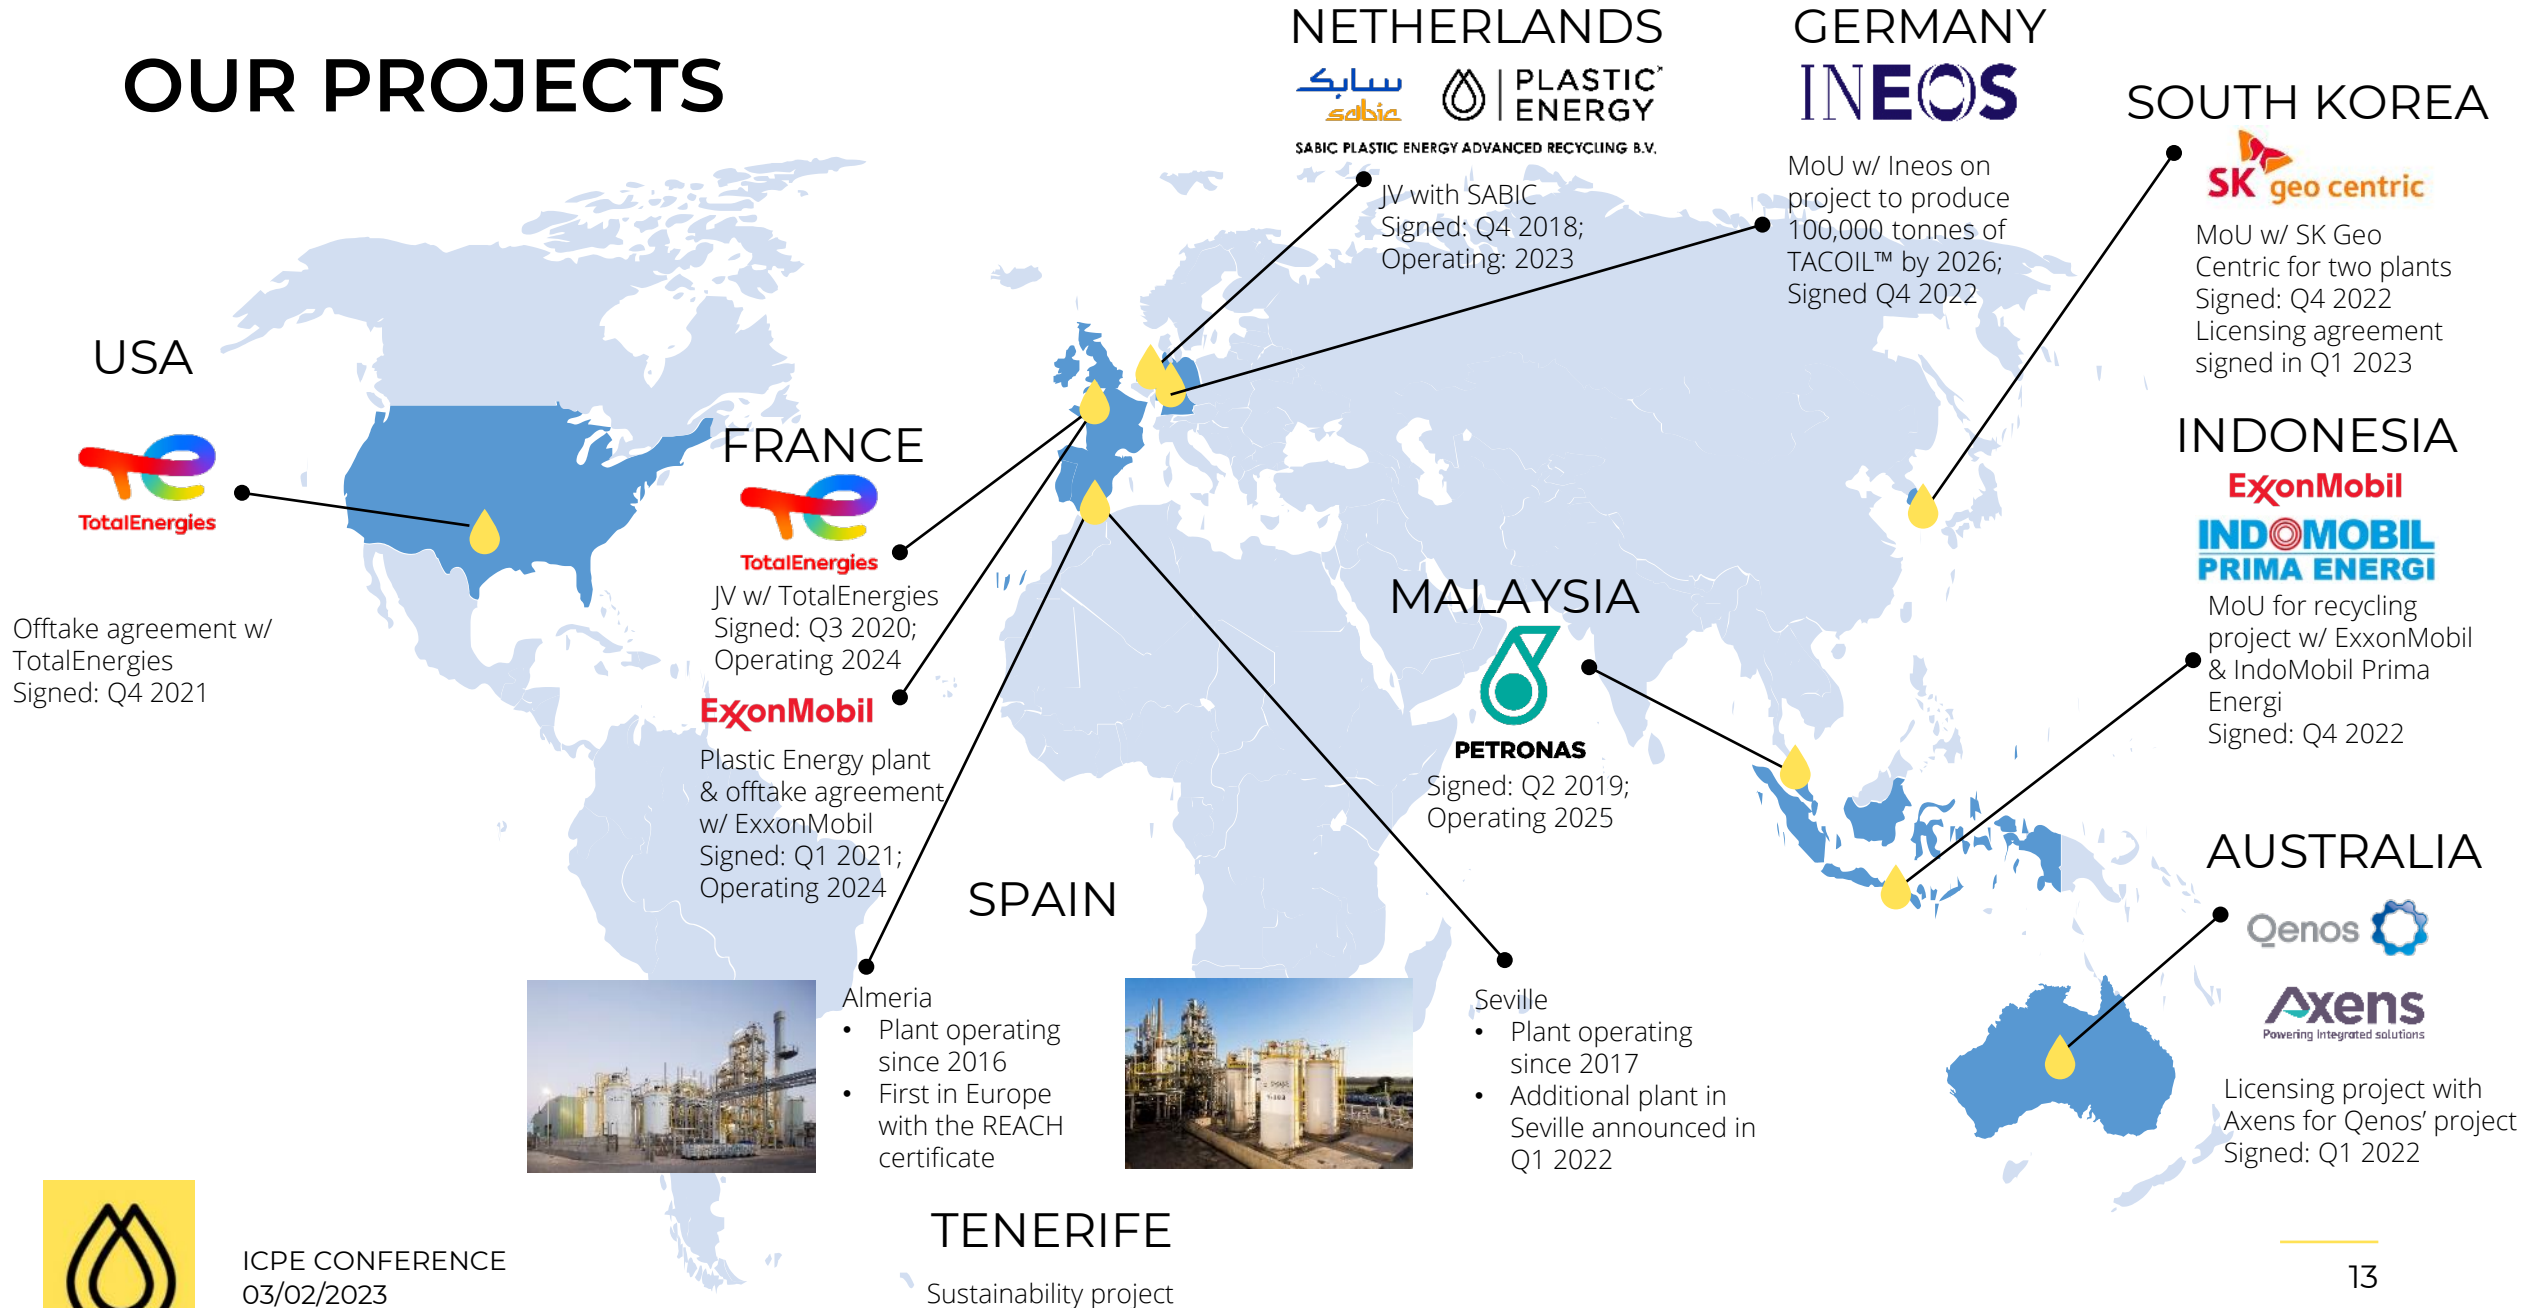 OUR PROJECTS
NETHERLANDS
سابك
sabic
PLASTIC
ENERGY
SABIC PLASTIC ENERGY ADVANCED RECYCLING B.V.
JV with SABIC
Signed: Q4 2018;
Operating: 2023
GERMANY
INEOS
MoU w/ Ineos on
project to produce
100,000 tonnes of
TACOIL™ by 2026;
Signed Q4 2022
SOUTH KOREA
SK geo centric
MoU w/ SK Geo
Centric for two plants
Signed: Q4 2022
Licensing agreement
signed in Q1 2023
USA
TotalEnergies
Offtake agreement w/
TotalEnergies
Signed: Q4 2021
FRANCE
TotalEnergies
JV w/ TotalEnergies
Signed: Q3 2020;
Operating 2024
ExxonMobil
Plastic Energy plant
& offtake agreement
w/ ExxonMobil
Signed: Q1 2021;
Operating 2024
INDONESIA
ExxonMobil
INDOMOBIL
PRIMA ENERGI
MoU for recycling
project w/ ExxonMobil
& IndoMobil Prima
Energi
Signed: Q4 2022
MALAYSIA
PETRONAS
Signed: Q2 2019;
Operating 2025
AUSTRALIA
Qenos
Axens
Powering integrated solutions
Licensing project with
Axens for Qenos’ project
Signed: Q1 2022
SPAIN
Almeria
• Plant operating
since 2016
• First in Europe
with the REACH
certificate
Seville
• Plant operating
since 2017
• Additional plant in
Seville announced in
Q1 2022
TENERIFE
Sustainability project
ICPE CONFERENCE
03/02/2023
13